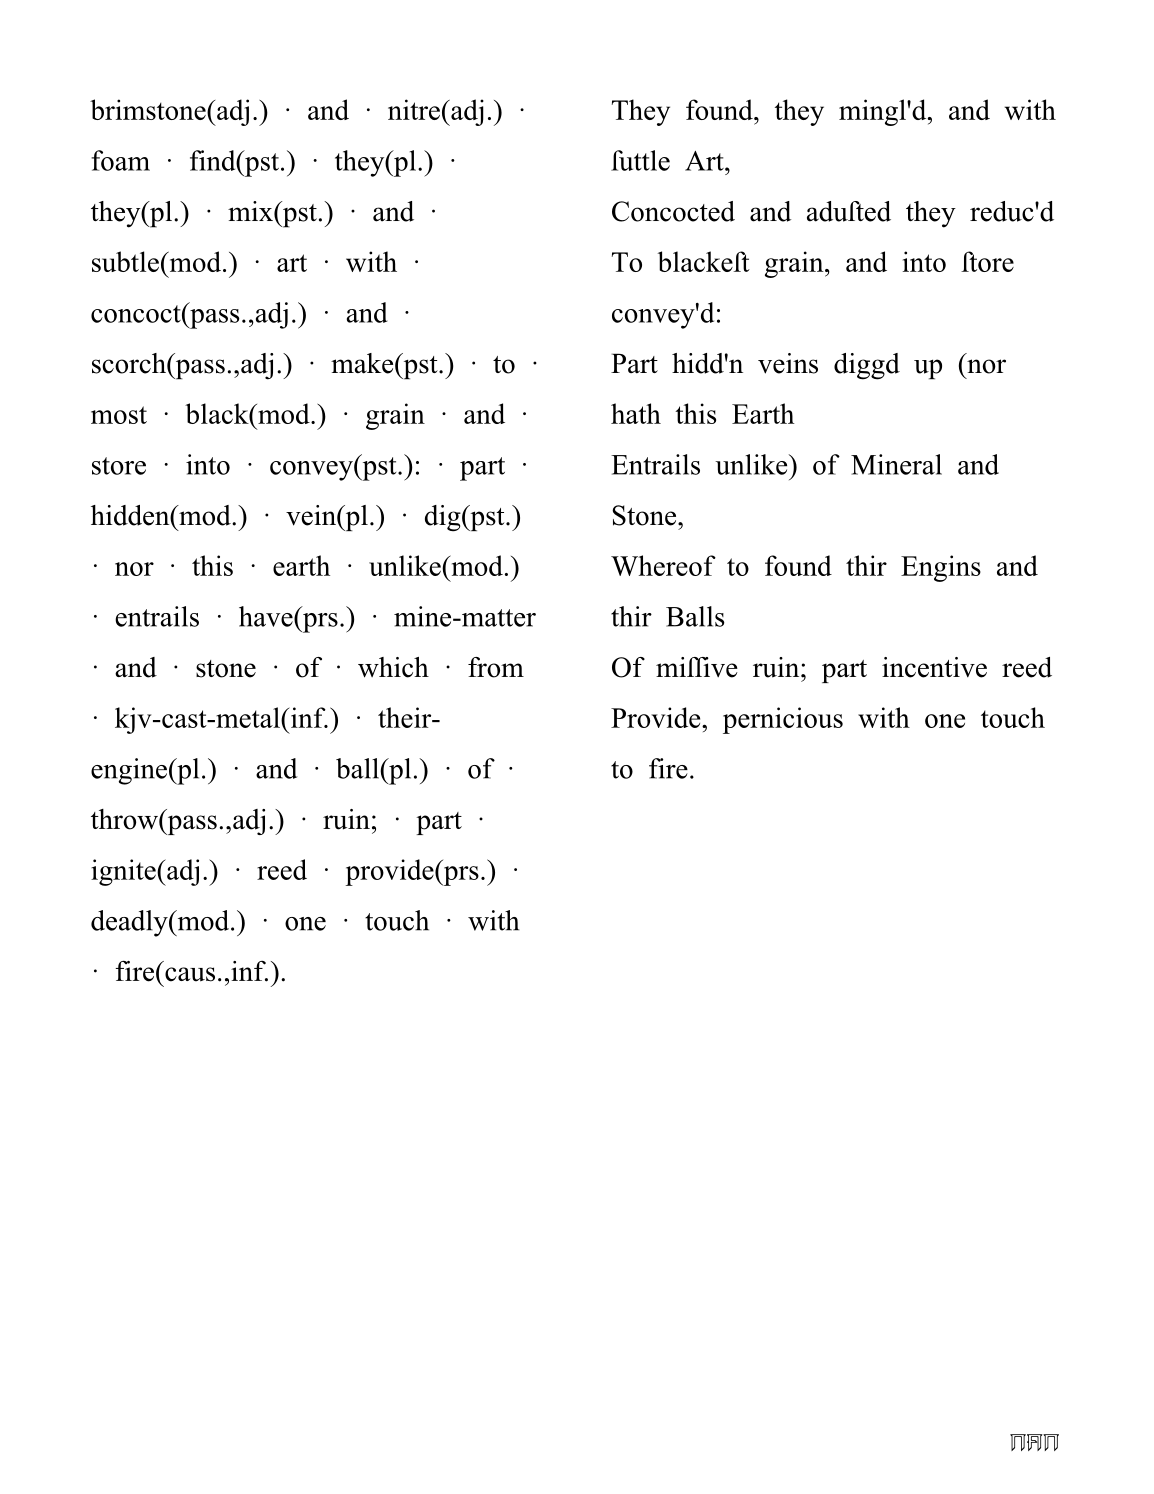 brimstone(adj.) · and · nitre(adj.) ·
foam · find(pst.) · they(pl.) ·
they(pl.) · mix(pst.) · and ·
subtle(mod.) · art · with ·
concoct(pass.,adj.) · and ·
scorch(pass.,adj.) · make(pst.) · to ·
most · black(mod.) · grain · and ·
store · into · convey(pst.): · part ·
hidden(mod.) · vein(pl.) · dig(pst.)
· nor · this · earth · unlike(mod.)
· entrails · have(prs.) · mine-matter
· and · stone · of · which · from
· kjv-cast-metal(inf.) · their-
engine(pl.) · and · ball(pl.) · of ·
throw(pass.,adj.) · ruin; · part ·
ignite(adj.) · reed · provide(prs.) ·
deadly(mod.) · one · touch · with
· fire(caus.,inf.).
They found, they mingl'd, and with
ſuttle Art,
Concocted and aduſted they reduc'd
To blackeſt grain, and into ſtore
convey'd:
Part hidd'n veins diggd up (nor
hath this Earth
Entrails unlike) of Mineral and
Stone,
Whereof to found thir Engins and
thir Balls
Of miſſive ruin; part incentive reed
Provide, pernicious with one touch
to fire.